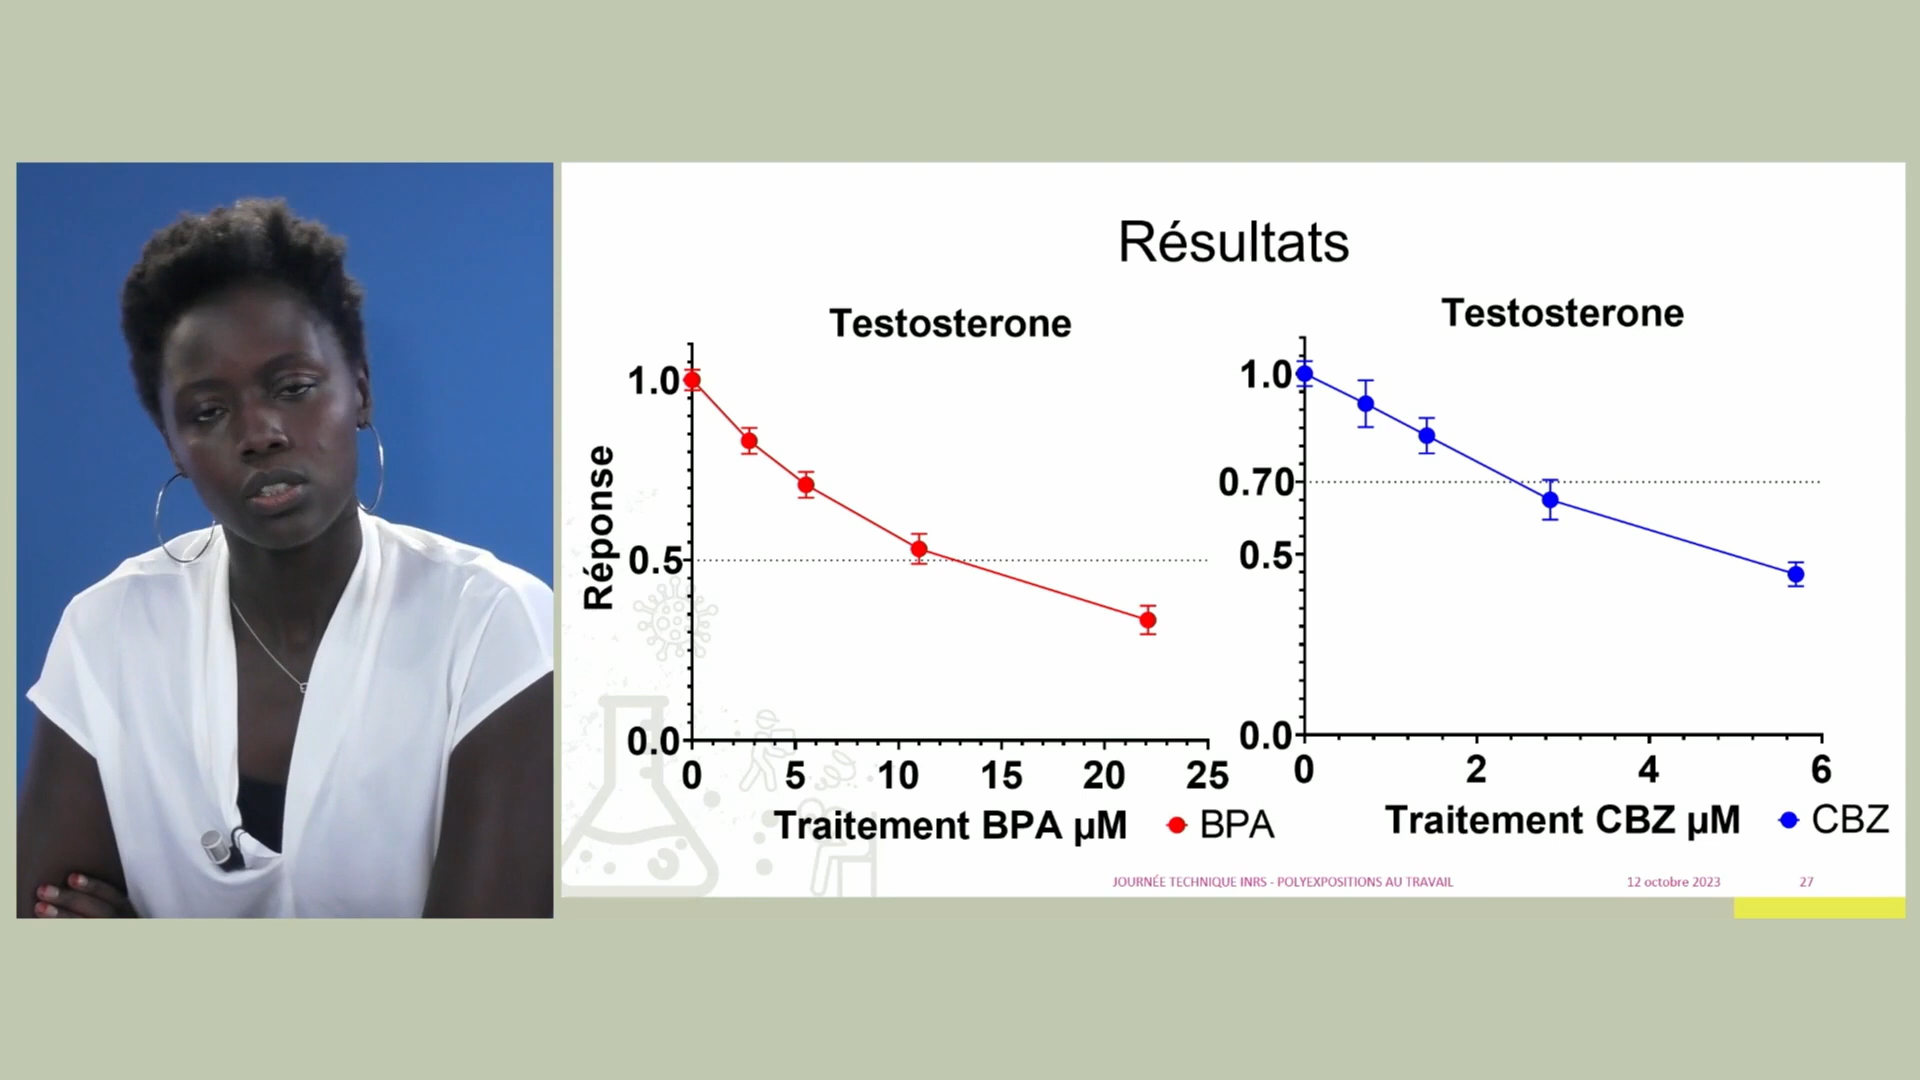 Résultats
Testosterone
1.0
0.5
0.0
Réponse
0 5 10 15 20 25
Traitement BPA µM
BPA
Testosterone
1.0
0.70
0.5
0.0
0 2 4 6
Traitement CBZ µM
CBZ
JOURNÉE TECHNIQUE INRS - POLYEXPOSITIONS AU TRAVAIL
12 octobre 2023
27